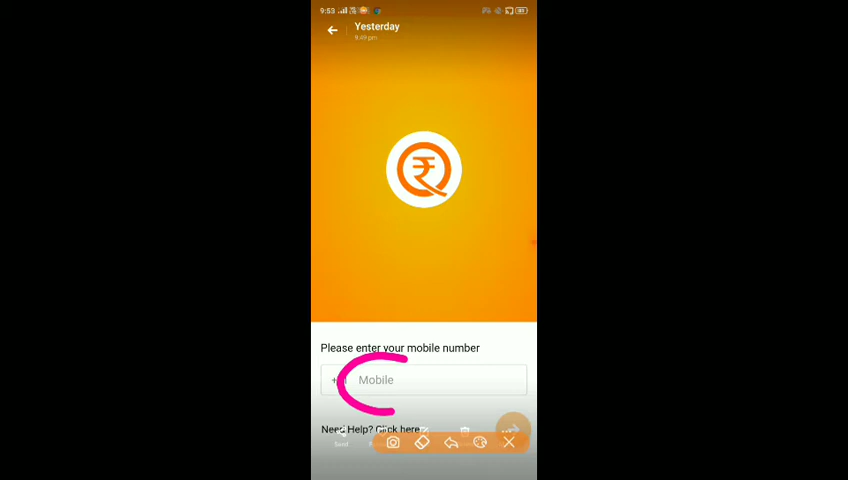 9:53
Yesterday
9:49 pm
₹
Please enter your mobile number
Mobile
Need Help? Click here
Send